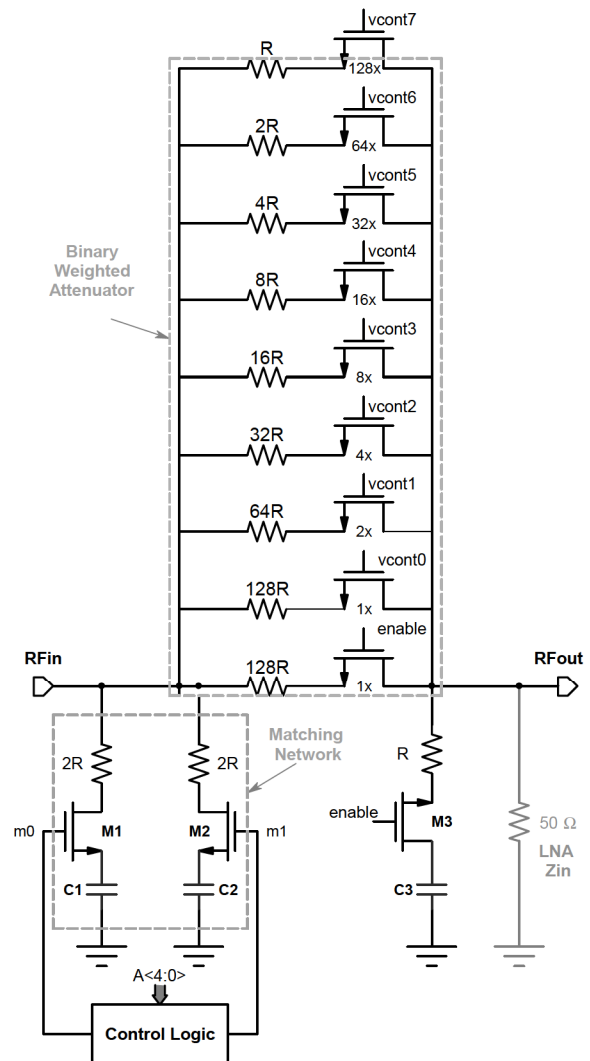 vcont7
R
128x
vcont6
2R
64x
vcont5
4R
32x
Binary
Weighted
Attenuator
vcont4
8R
16x
vcont3
16R
8x
vcont2
32R
4x
vcont1
64R
2x
vcont0
128R
1x
enable
RFin
128R
1x
RFout
Matching
Network
2R
2R
R
m0
M1
M2
m1
enable
M3
50 Ω
LNA
Zin
C1
C2
C3
A<4:0>
Control Logic